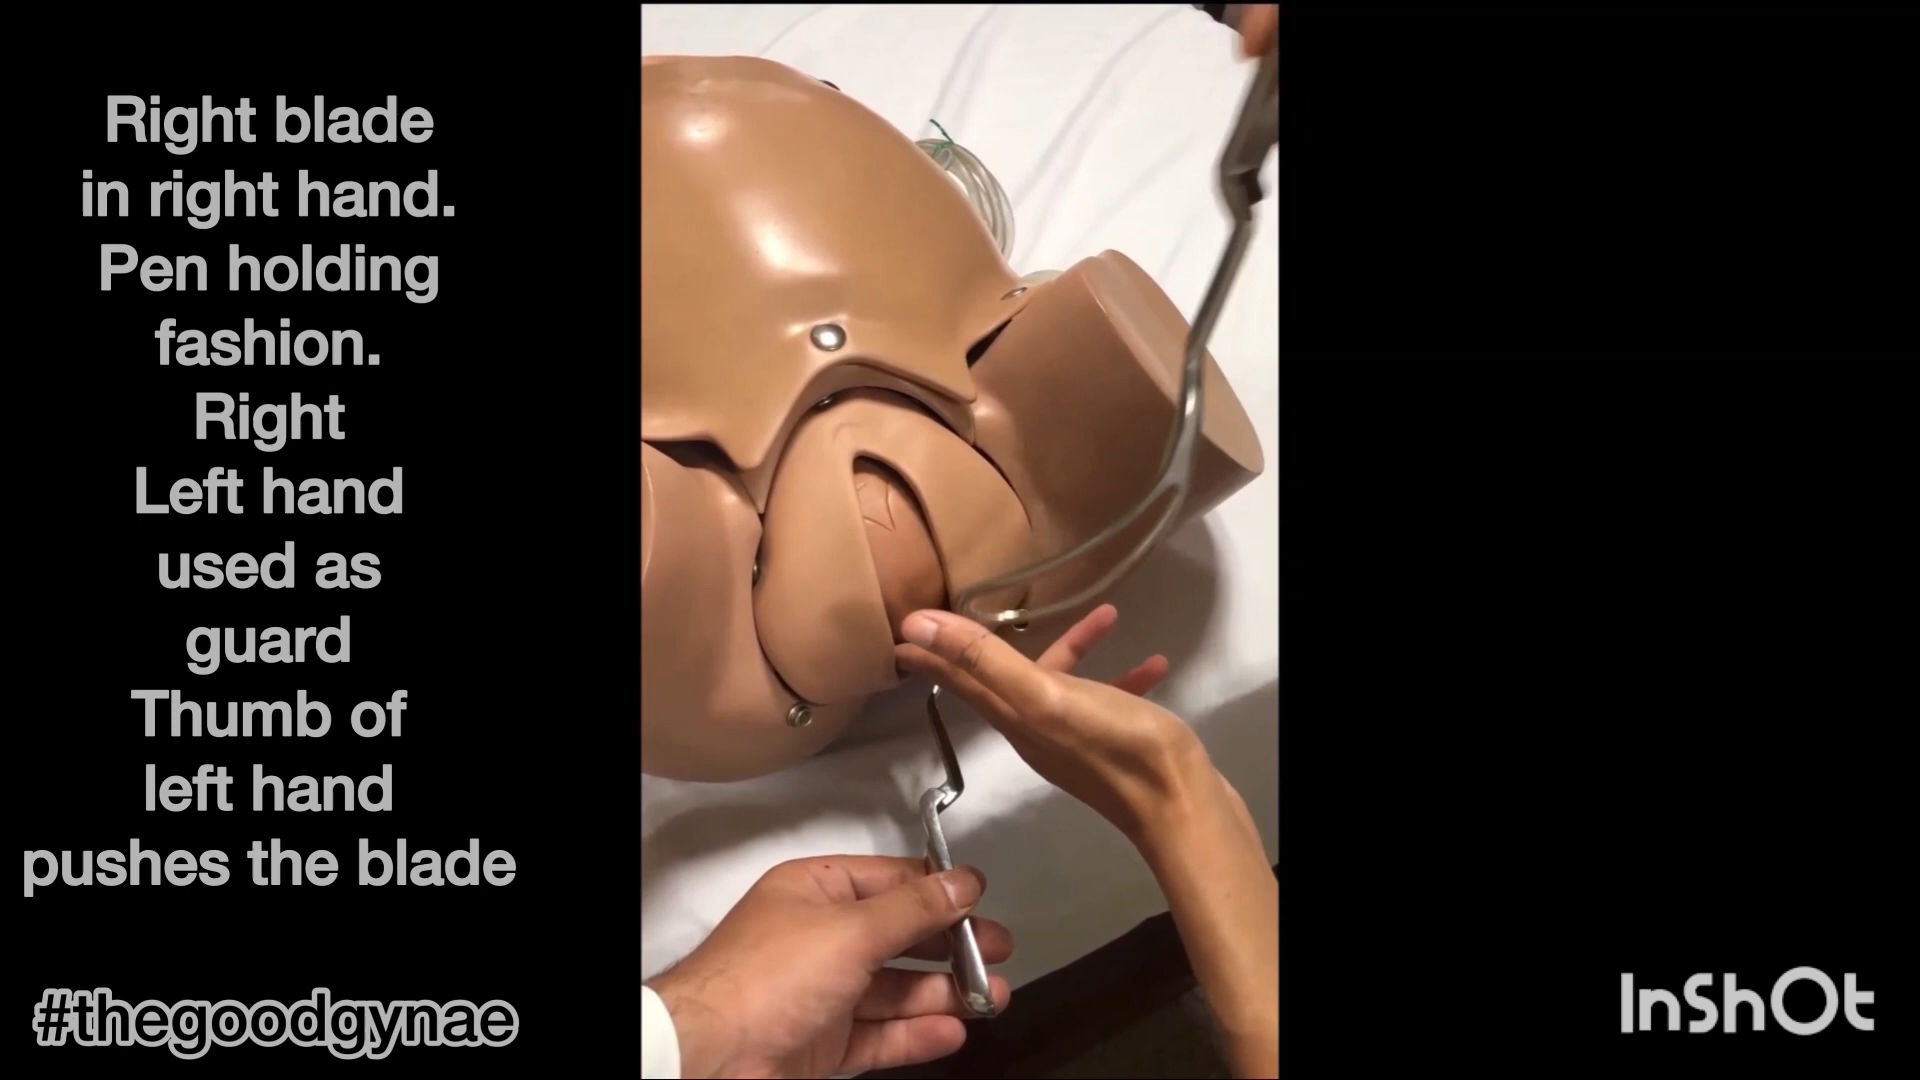 Right blade
in right hand.
Pen holding
fashion.
Right
Left hand
used as
guard
Thumb of
left hand
pushes the blade
#thegoodgynae
InShOt